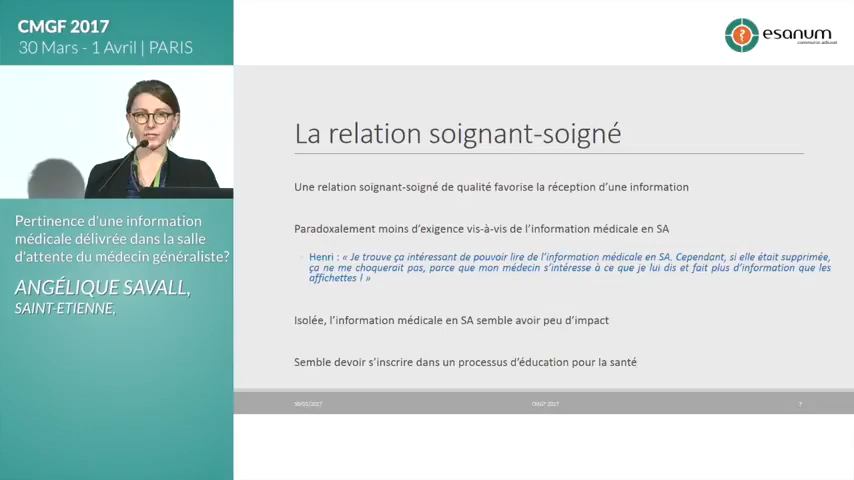 CMGF 2017
30 Mars - 1 Avril | PARIS
esanum
Pertinence d'une information
médicale délivrée dans la salle
d'attente du médecin généraliste?
ANGÉLIQUE SAVALL,
SAINT-ETIENNE,
La relation soignant-soigné
Une relation soignant-soigné de qualité favorise la réception d'une information
Paradoxalement moins d'exigence vis-à-vis de l'information médicale en SA
Henri : « Je trouve ça intéressant de pouvoir lire de l'information médicale en SA. Cependant, si elle était supprimée,
ça ne me choquerait pas, parce que mon médecin s'intéresse à ce que je lui dis et fait plus d'information que les
affichettes ! »
Isolée, l'information médicale en SA semble avoir peu d'impact
Semble devoir s'inscrire dans un processus d'éducation pour la santé
CMGF 2017
7